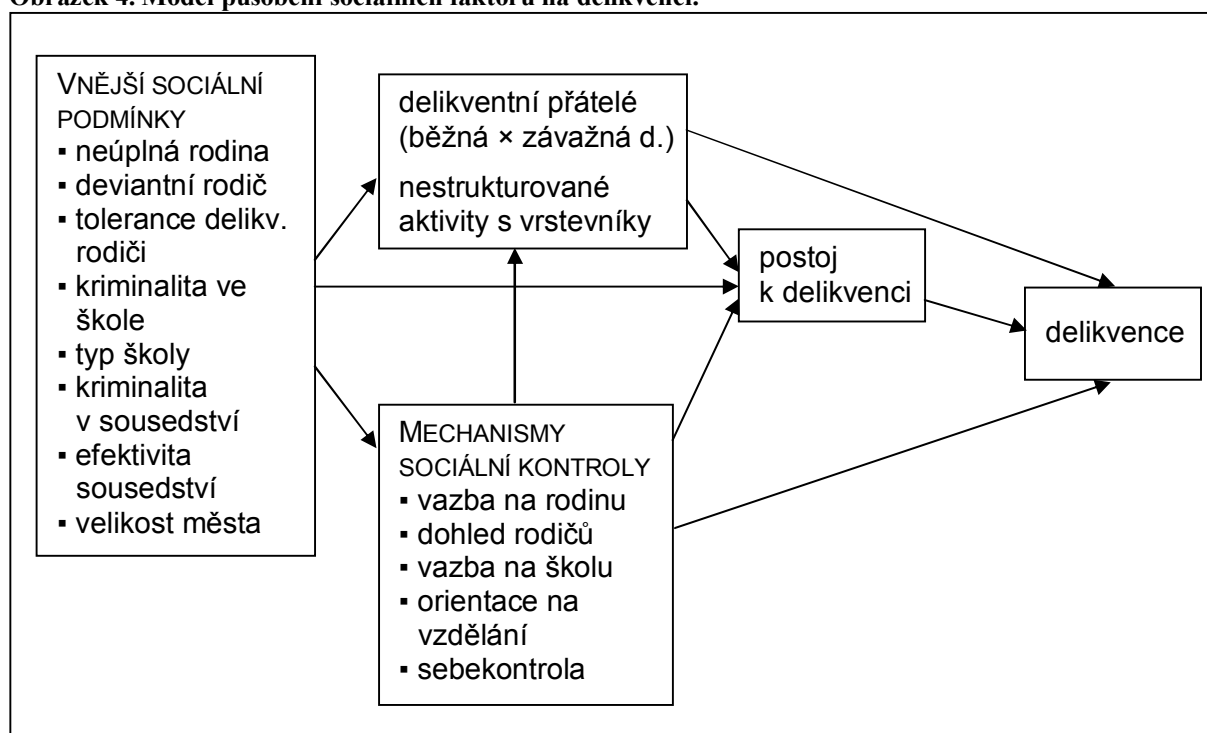 Obrázek 4. Model působení sociálních faktorů na delikvenci.
VNĚJŠÍ SOCIÁLNÍ
PODMÍNKY
▪ neúplná rodina
▪ deviantní rodič
▪ tolerance delikv.
rodiči
▪ kriminalita ve
škole
▪ typ školy
▪ kriminalita
v sousedství
▪ efektivita
sousedství
▪ velikost města
delikventní přátelé
(běžná × závažná d.)
nestrukturované
aktivity s vrstevníky
MECHANISMY
SOCIÁLNÍ KONTROLY
▪ vazba na rodinu
▪ dohled rodičů
▪ vazba na školu
▪ orientace na
vzdělání
▪ sebekontrola
postoj
k delikvenci
delikvence